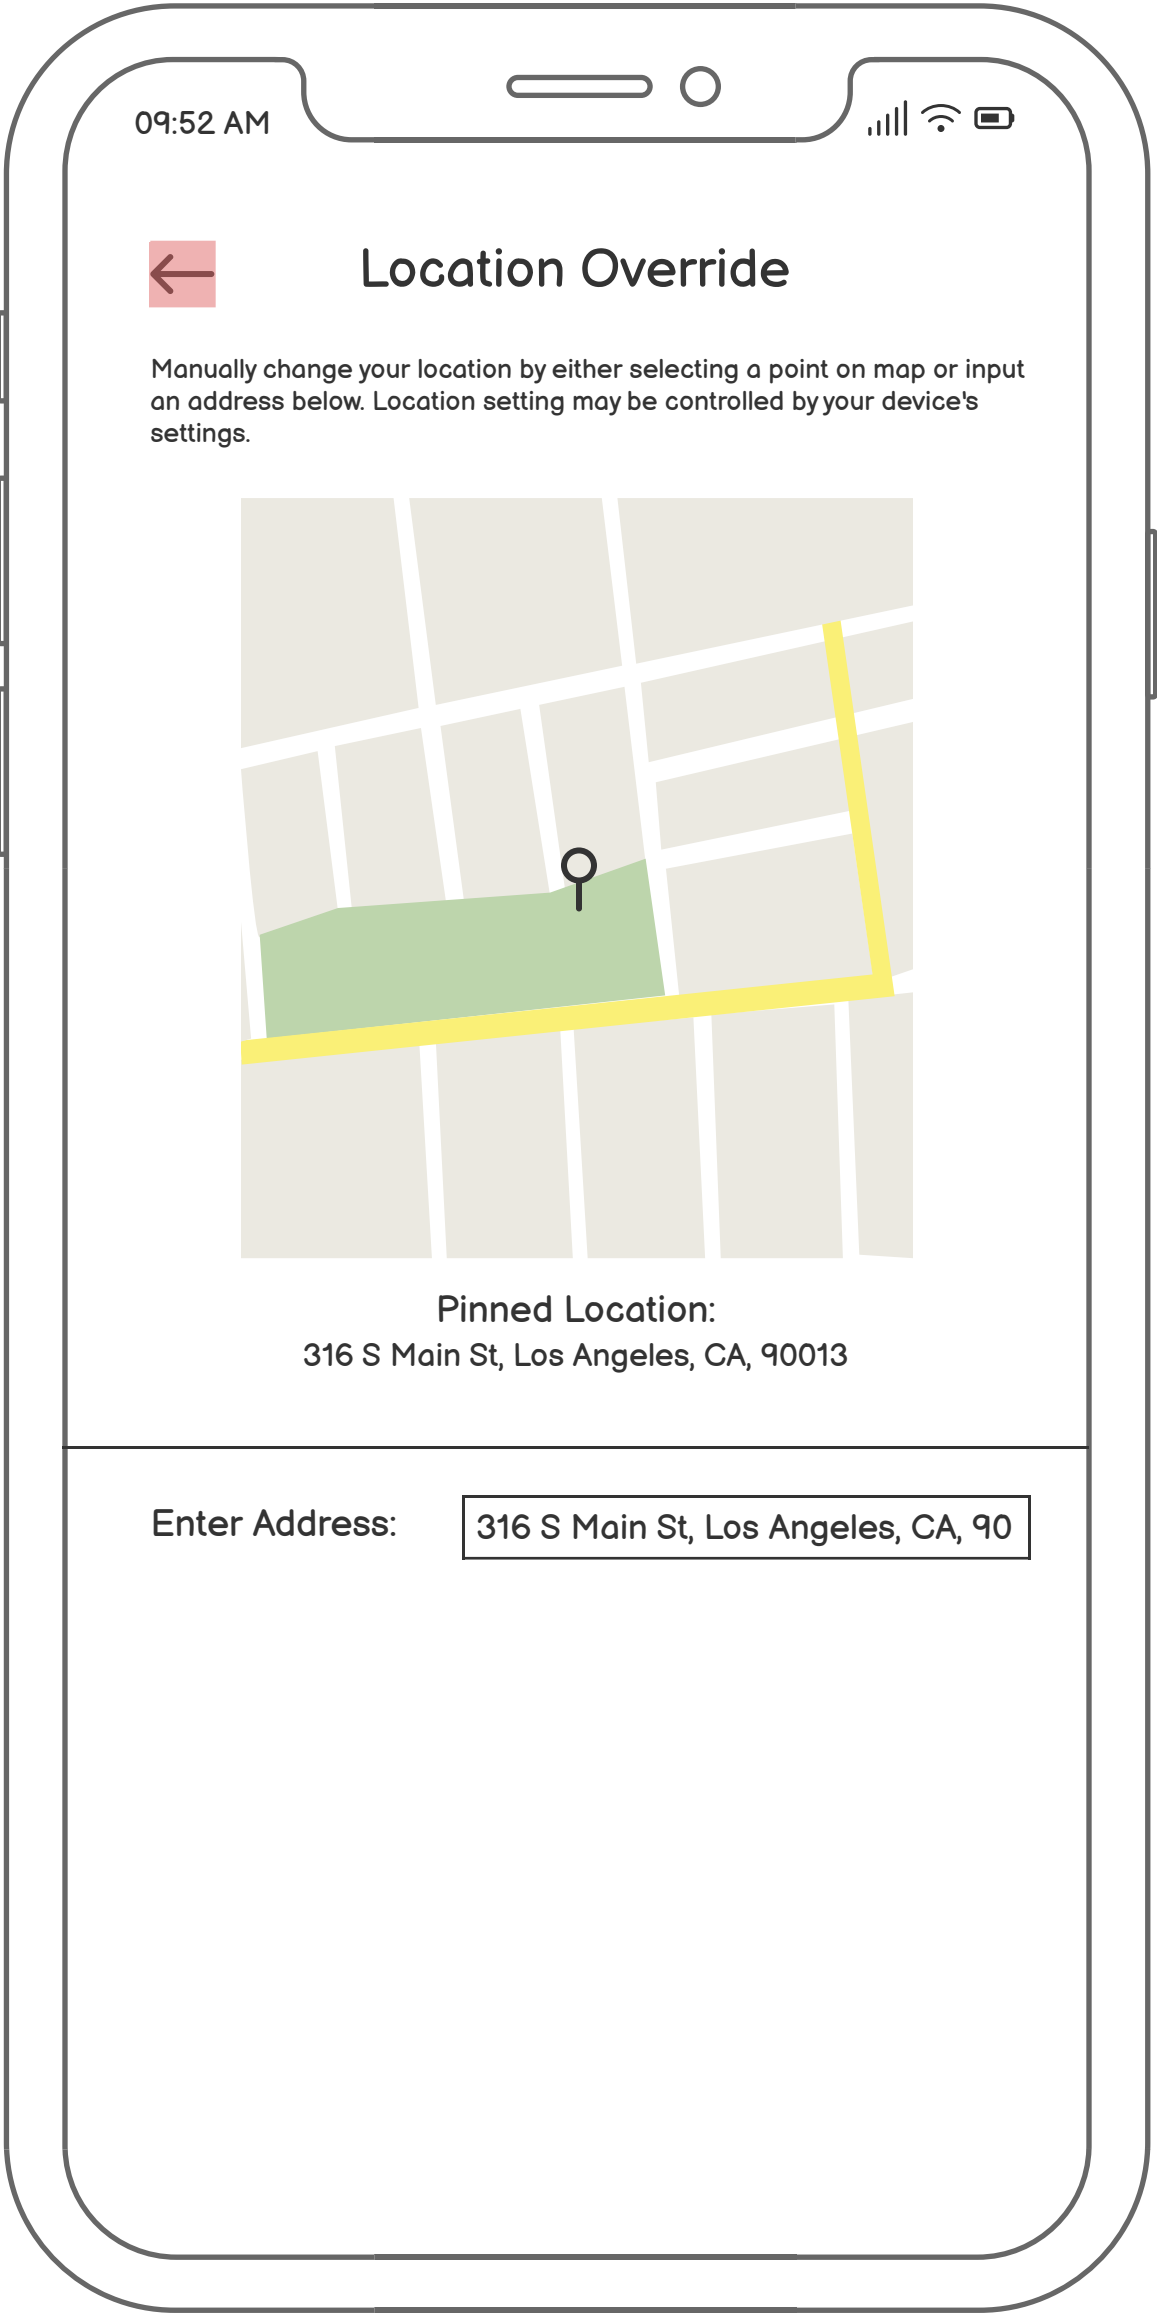 09:52 AM
Location Override
Manually change your location by either selecting a point on map or input
an address below. Location setting may be controlled by your device's
settings.
Pinned Location:
316 S Main St, Los Angeles, CA, 90013
Enter Address:
316 S Main St, Los Angeles, CA, 90